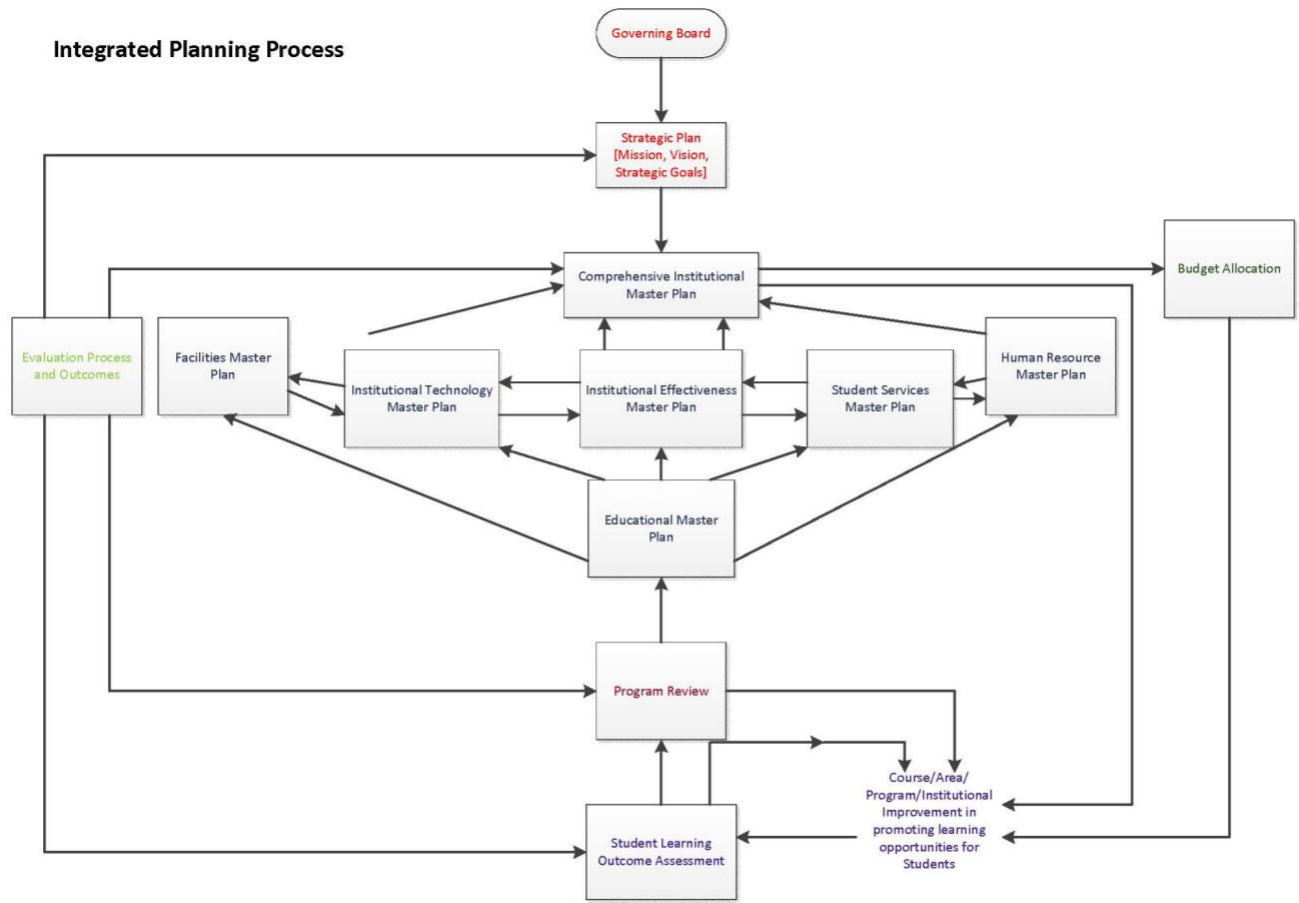 Integrated Planning Process
Governing Board
Strategic Plan
[Mission, Vision,
Strategic Goals]
Comprehensive Institutional
Master Plan
Budget Allocation
Evaluation Process
and Outcomes
Facilities Master
Plan
Institutional Technology
Master Plan
Institutional Effectiveness
Master Plan
Student Services
Master Plan
Human Resource
Master Plan
Educational Master
Plan
Program Review
Student Learning
Outcome Assessment
Course/Area/
Program/Institutional
Improvement in
promoting learning
opportunities for
Students